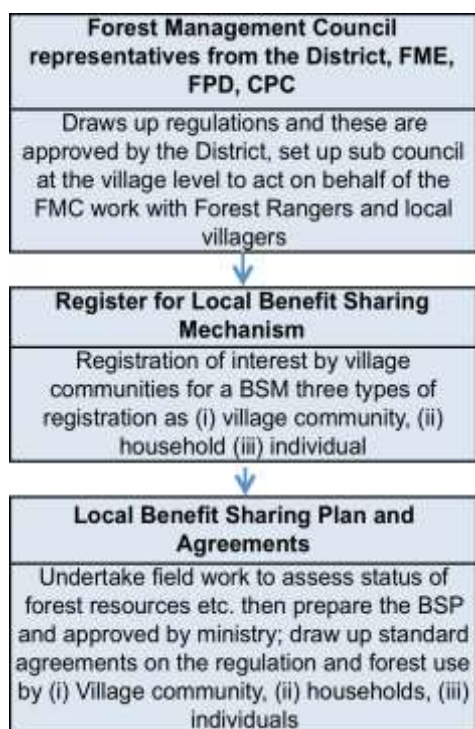 Forest Management Council
representatives from the District, FME,
FPD, CPC
Draws up regulations and these are
approved by the District, set up sub council
at the village level to act on behalf of the
FMC work with Forest Rangers and local
villagers
Register for Local Benefit Sharing
Mechanism
Registration of interest by village
communities for a BSM three types of
registration as (i) village community, (ii)
household (iii) individual
Local Benefit Sharing Plan and
Agreements
Undertake field work to assess status of
forest resources etc. then prepare the BSP
and approved by ministry; draw up standard
agreements on the regulation and forest use
by (i) Village community, (ii) households, (iii)
individuals